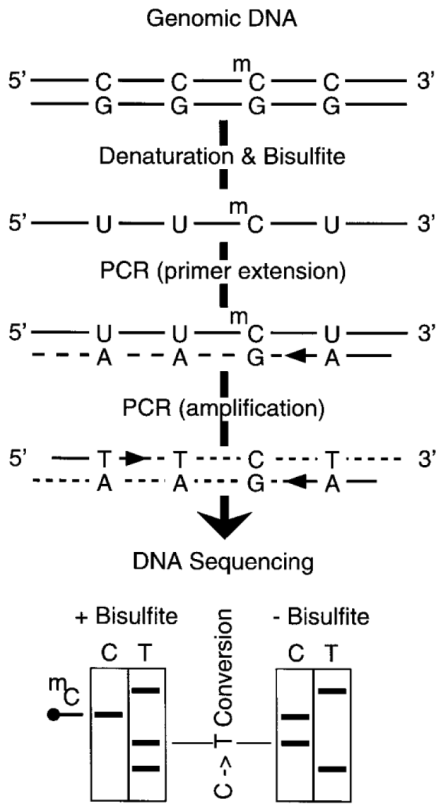 Genomic DNA
m
5' C C C C 3'
G G G G
Denaturation & Bisulfite
m
5' U U C U 3'
PCR (primer extension)
m
5' U U C U 3'
A A G A
PCR (amplification)
5' T T C T 3'
A A G A
DNA Sequencing
+ Bisulfite
C T
mC
C -> T Conversion
- Bisulfite
C T